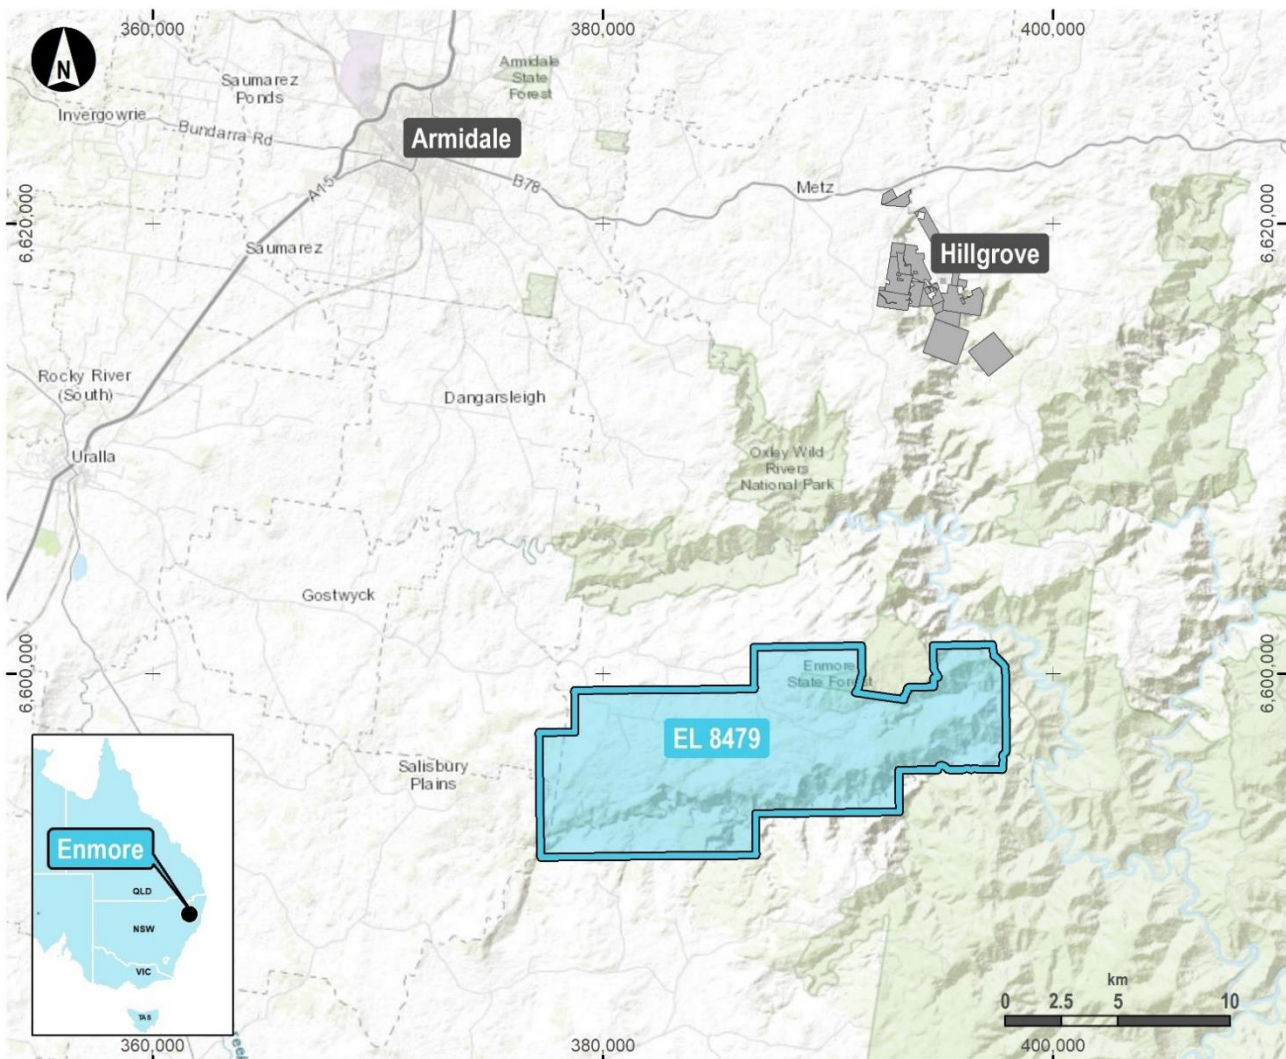 360,000
380,000
400,000
N
Armidale
State
Forest
Saumarez
Ponds
Invergowrie
Bundarra Rd
Armidale
A15
B78
Metz
6,620,000
6,620,000
Saumarez
Hillgrove
Rocky River
(South)
Dangarsleigh
Uralla
Oxley Wild
Rivers
National Park
Gostwyck
6,600,000
6,600,000
Enmore
State Forest
EL 8479
Salisbury
Plains
Enmore
QLD
NSW
VIC
TAS
km
0
2.5
5
10
360,000
380,000
400,000